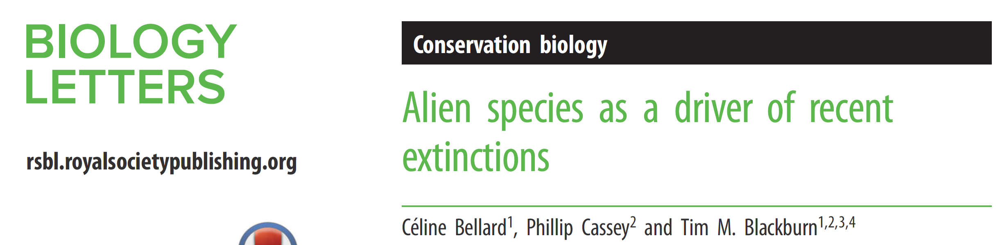 BIOLOGY
LETTERS
rsbl.royalsocietypublishing.org
Conservation biology
Alien species as a driver of recent
extinctions
Céline Bellard1, Phillip Cassey2 and Tim M. Blackburn1,2,3,4